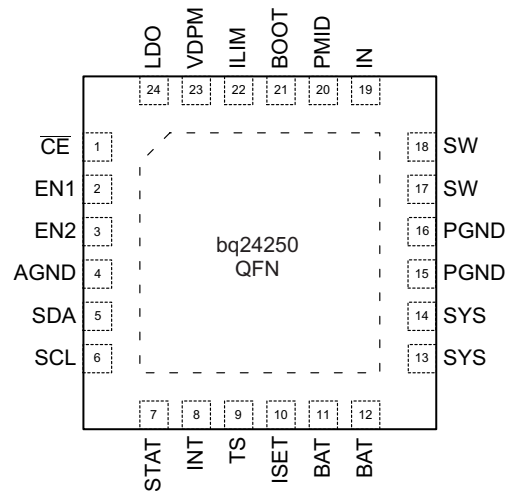 LDO VDPM ILIM BOOT PMID IN
24 23 22 21 20 19
C̅E̅ 1 18 SW
EN1 2 17 SW
EN2 3 16 PGND
AGND 4 15 PGND
SDA 5 14 SYS
SCL 6 13 SYS
bq24250
QFN
7 8 9 10 11 12
STAT INT TS ISET BAT BAT